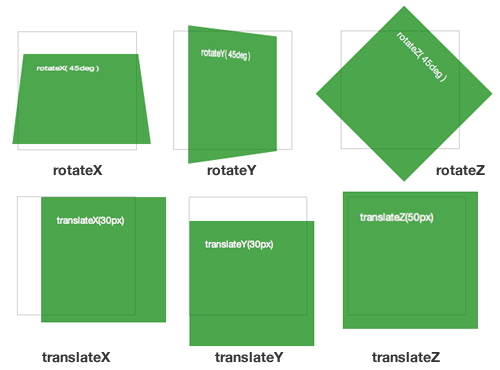 rotateX( 45deg )
rotateY( 45deg )
rotateZ( 45deg )
rotateX
rotateY
rotateZ
translateX(30px)
translateY(30px)
translateZ(50px)
translateX
translateY
translateZ